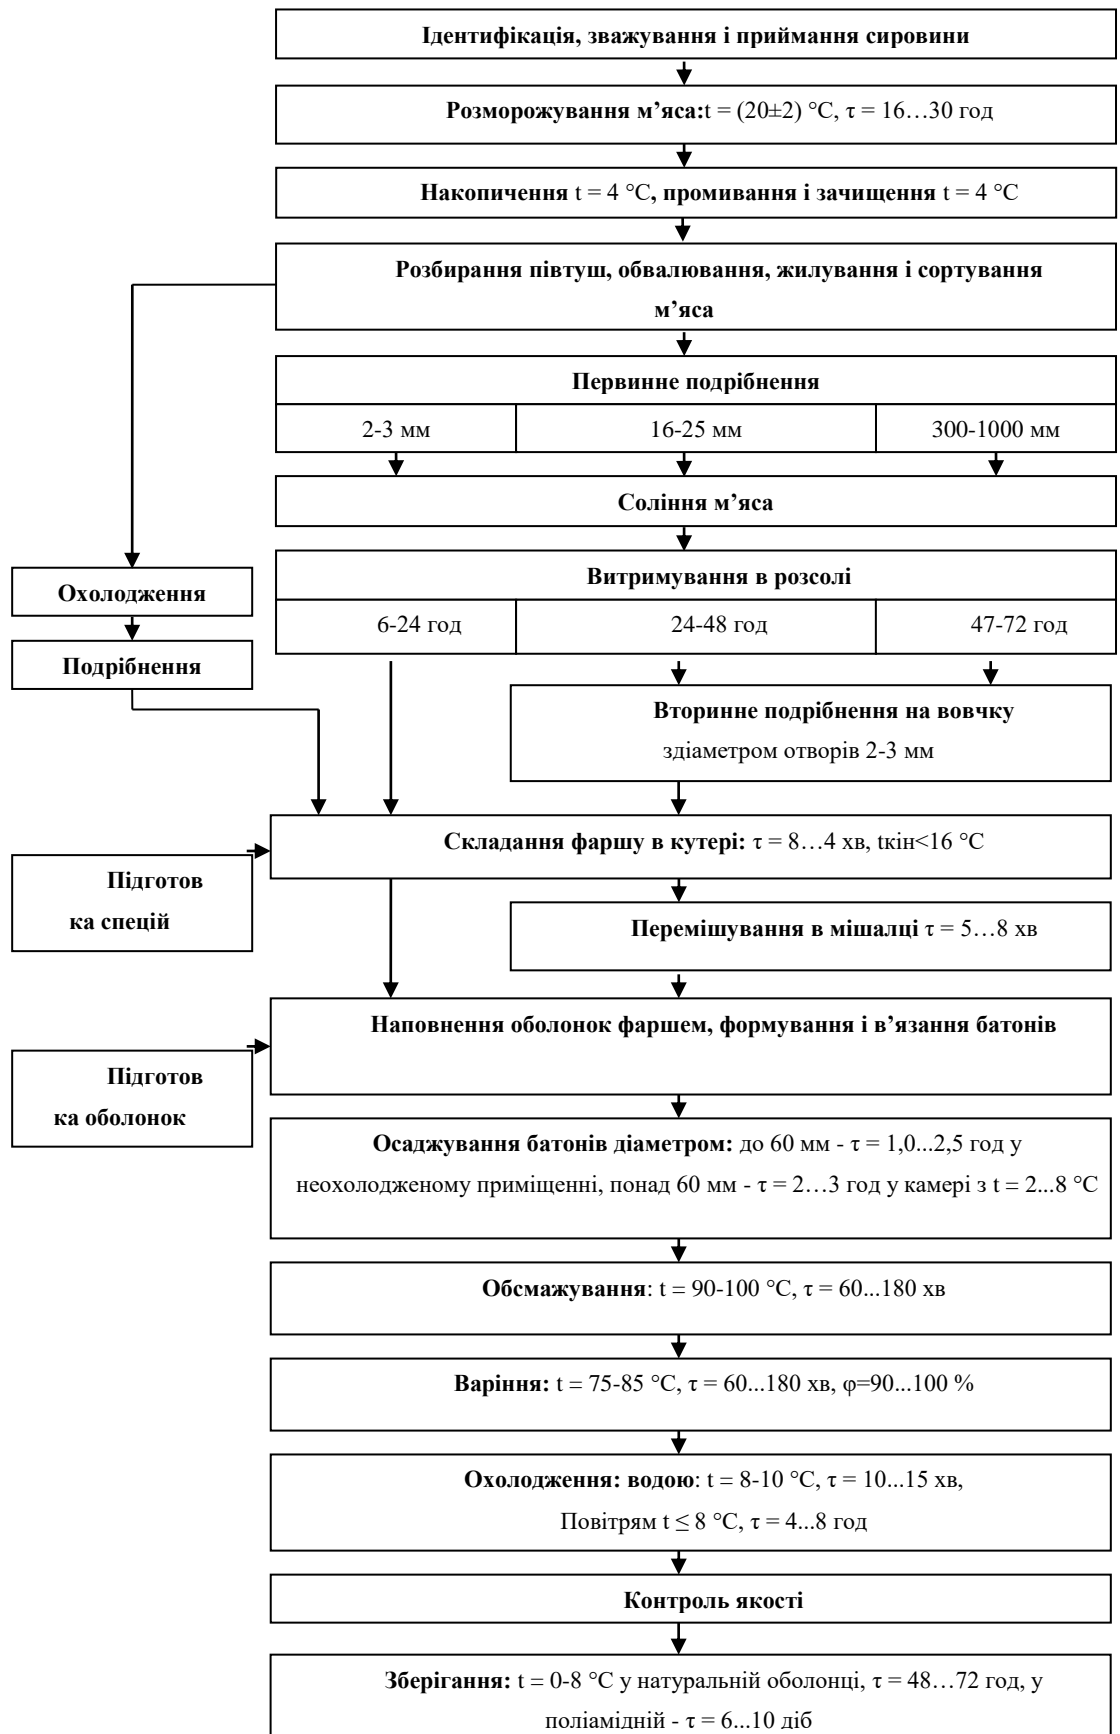 Ідентифікація, зважування і приймання сировини
Розморожування м’яса:t = (20±2) °С, τ = 16…30 год
Накопичення t = 4 °С, промивання і зачищення t = 4 °С
Розбирання півтуш, обвалювання, жилування і сортування
м’яса
Первинне подрібнення
2-3 мм
16-25 мм
300-1000 мм
Соління м’яса
Витримування в розсолі
6-24 год
24-48 год
47-72 год
Охолодження
Подрібнення
Вторинне подрібнення на вовчку
здіаметром отворів 2-3 мм
Складання фаршу в кутері: τ = 8…4 хв, tкін<16 °С
Підготов
ка спецій
Перемішування в мішалці τ = 5…8 хв
Наповнення оболонок фаршем, формування і в’язання батонів
Підготов
ка оболонок
Осаджування батонів діаметром: до 60 мм - τ = 1,0...2,5 год у
неохолодженому приміщенні, понад 60 мм - τ = 2…3 год у камері з t = 2...8 °С
Обсмажування: t = 90-100 °С, τ = 60...180 хв
Варіння: t = 75-85 °С, τ = 60...180 хв, φ=90...100 %
Охолодження: водою: t = 8-10 °С, τ = 10...15 хв,
Повітрям t ≤ 8 °С, τ = 4...8 год
Контроль якості
Зберігання: t = 0-8 °С у натуральній оболонці, τ = 48…72 год, у
поліамідній - τ = 6...10 діб